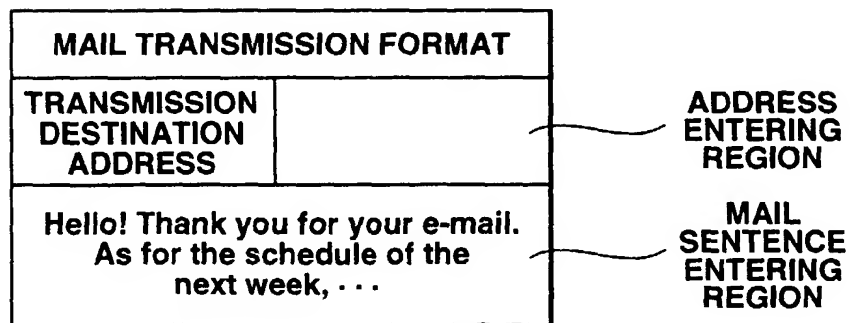 MAIL TRANSMISSION FORMAT
TRANSMISSION
DESTINATION
ADDRESS
ADDRESS
ENTERING
REGION
Hello! Thank you for your e-mail.
As for the schedule of the
next week, · · ·
MAIL
SENTENCE
ENTERING
REGION